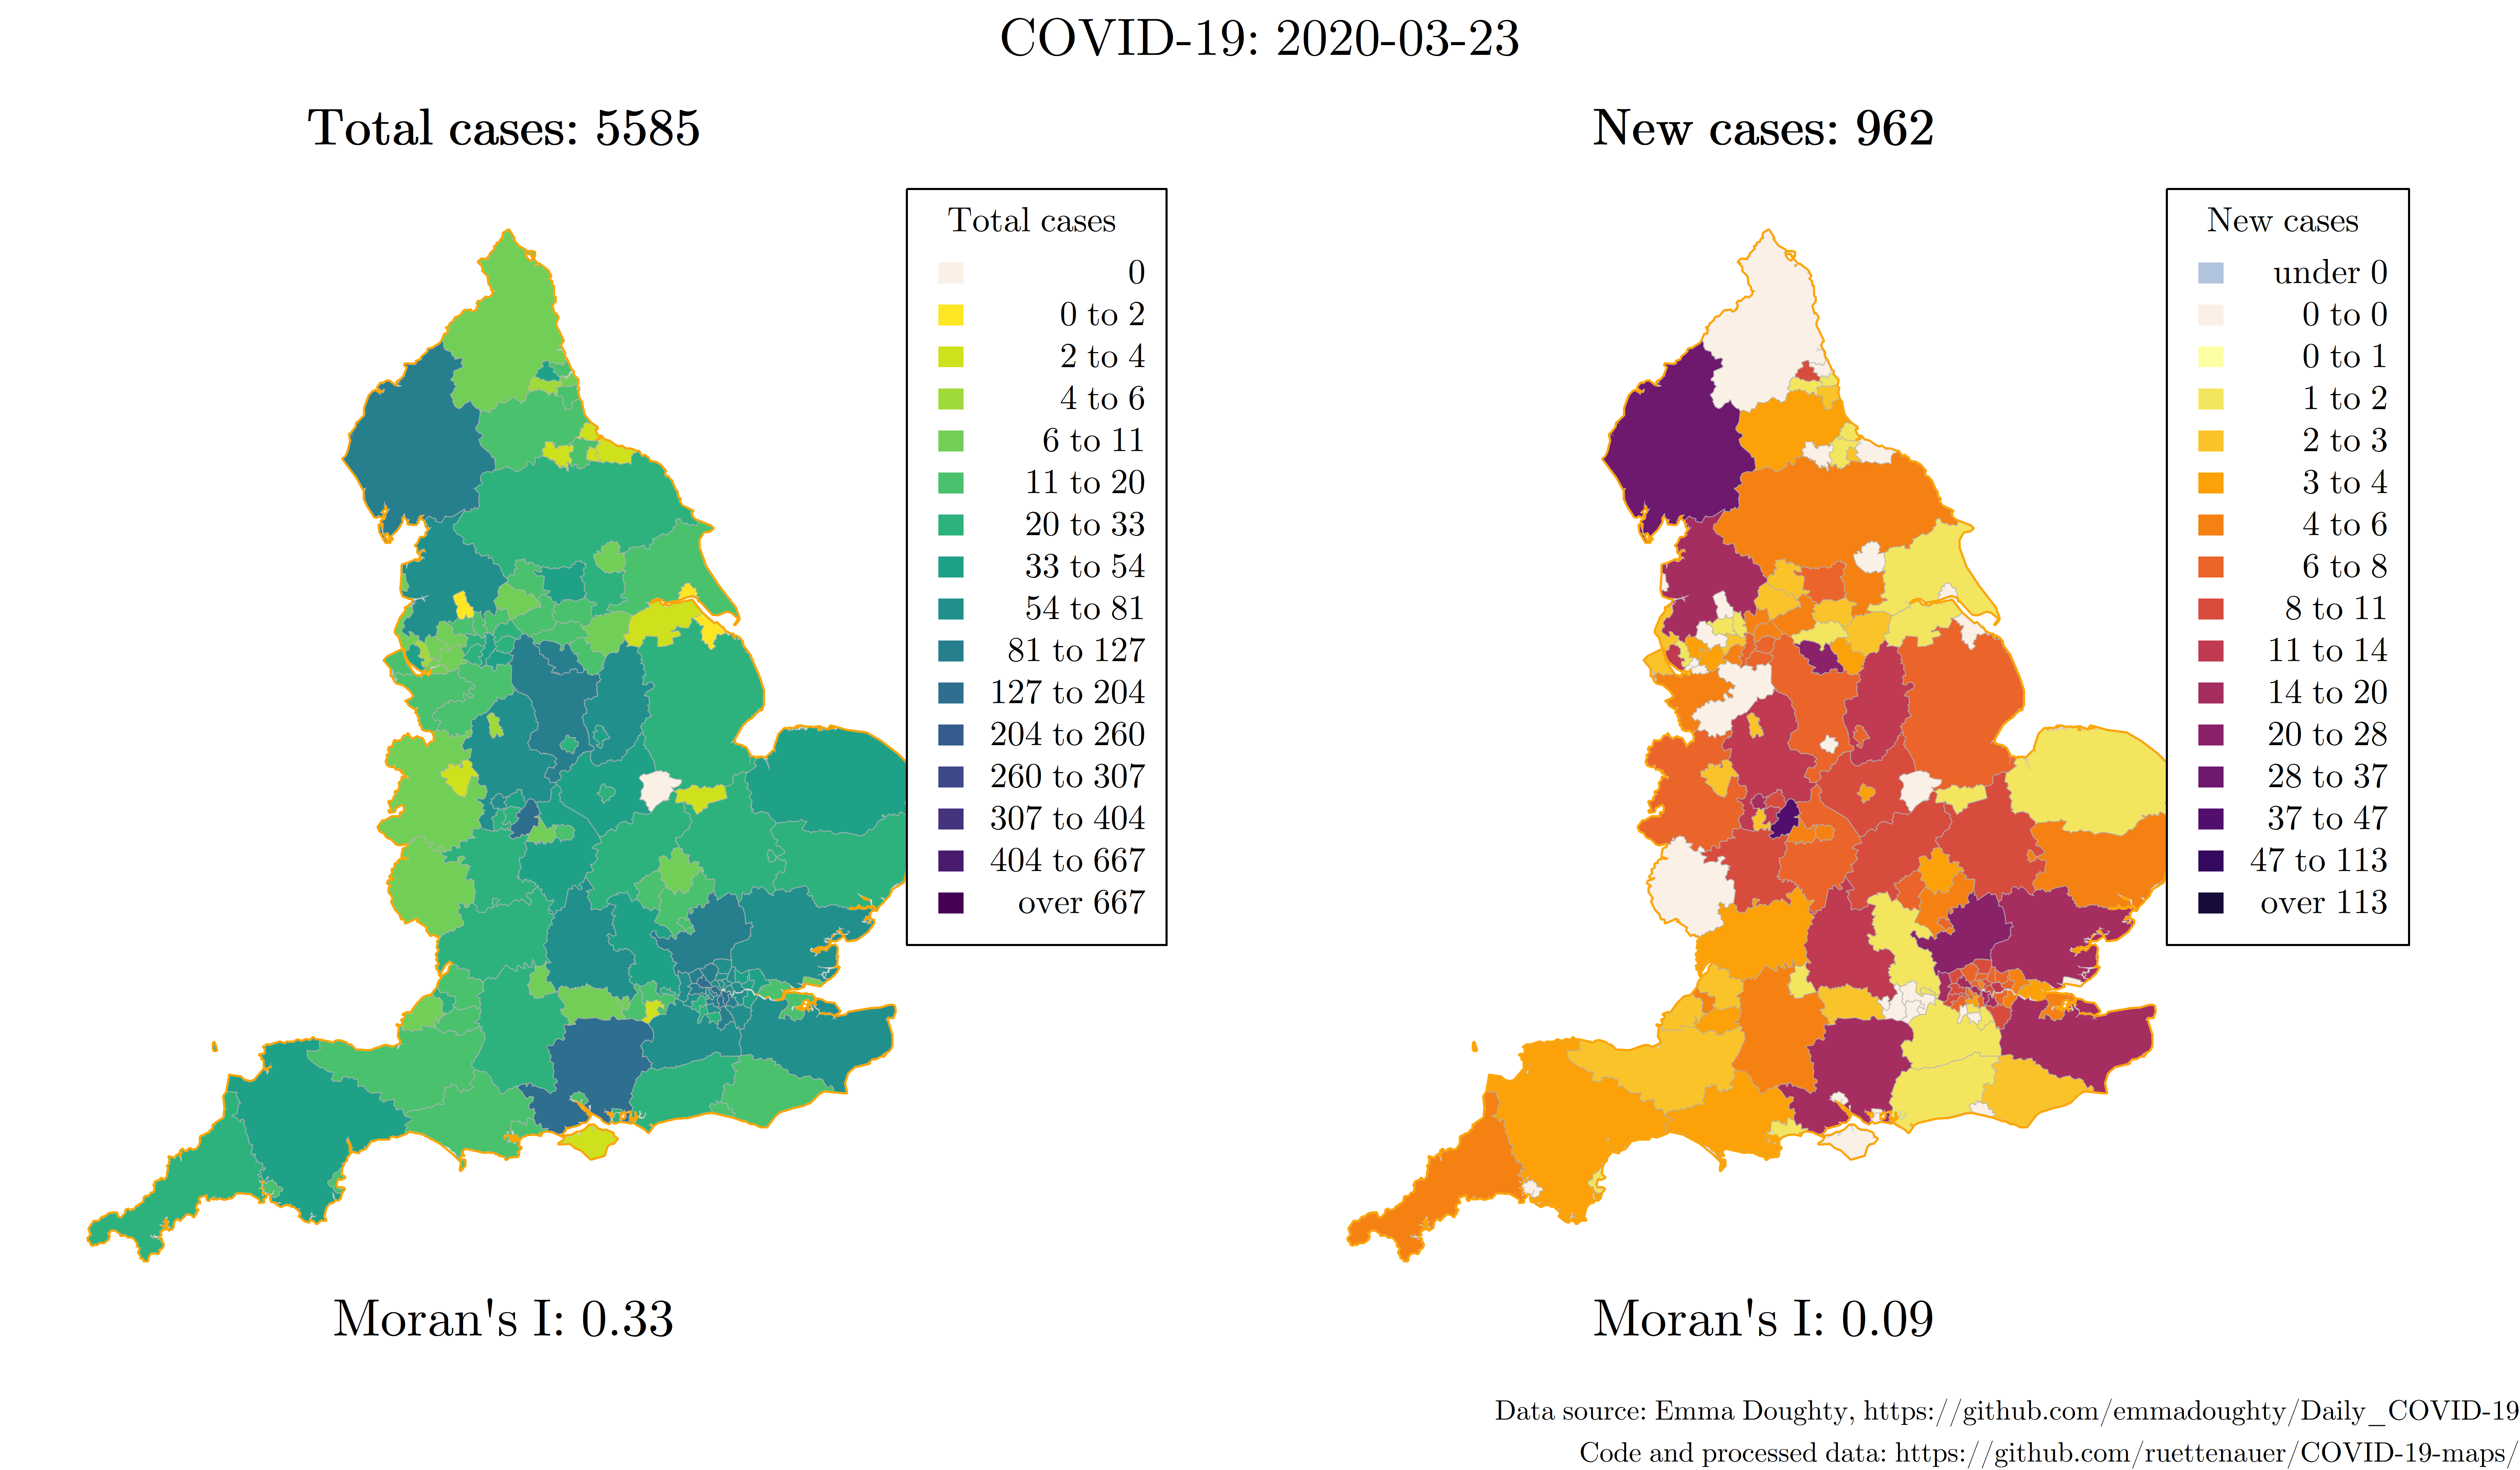 COVID-19: 2020-03-23
Total cases: 5585
Total cases
0
0 to 2
2 to 4
4 to 6
6 to 11
11 to 20
20 to 33
33 to 54
54 to 81
81 to 127
127 to 204
204 to 260
260 to 307
307 to 404
404 to 667
over 667
Moran's I: 0.33
New cases: 962
New cases
under 0
0 to 0
0 to 1
1 to 2
2 to 3
3 to 4
4 to 6
6 to 8
8 to 11
11 to 14
14 to 20
20 to 28
28 to 37
37 to 47
47 to 113
over 113
Moran's I: 0.09
Data source: Emma Doughty, https://github.com/emmadoughty/Daily_COVID-19
Code and processed data: https://github.com/ruettenauer/COVID-19-maps/